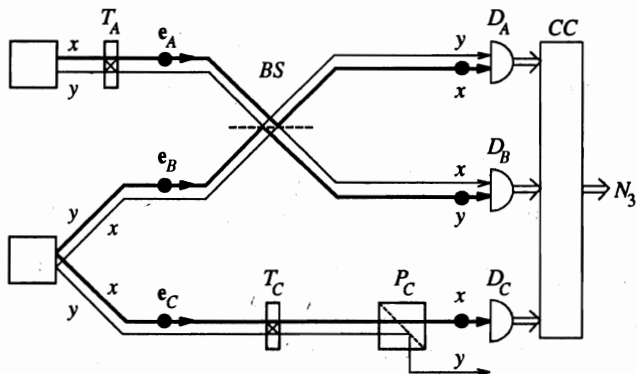 T_A e_A D_A CC
x y
BS
y
x
e_B D_B
x
y
N_3
y x
x y
e_C T_C P_C D_C
x
y